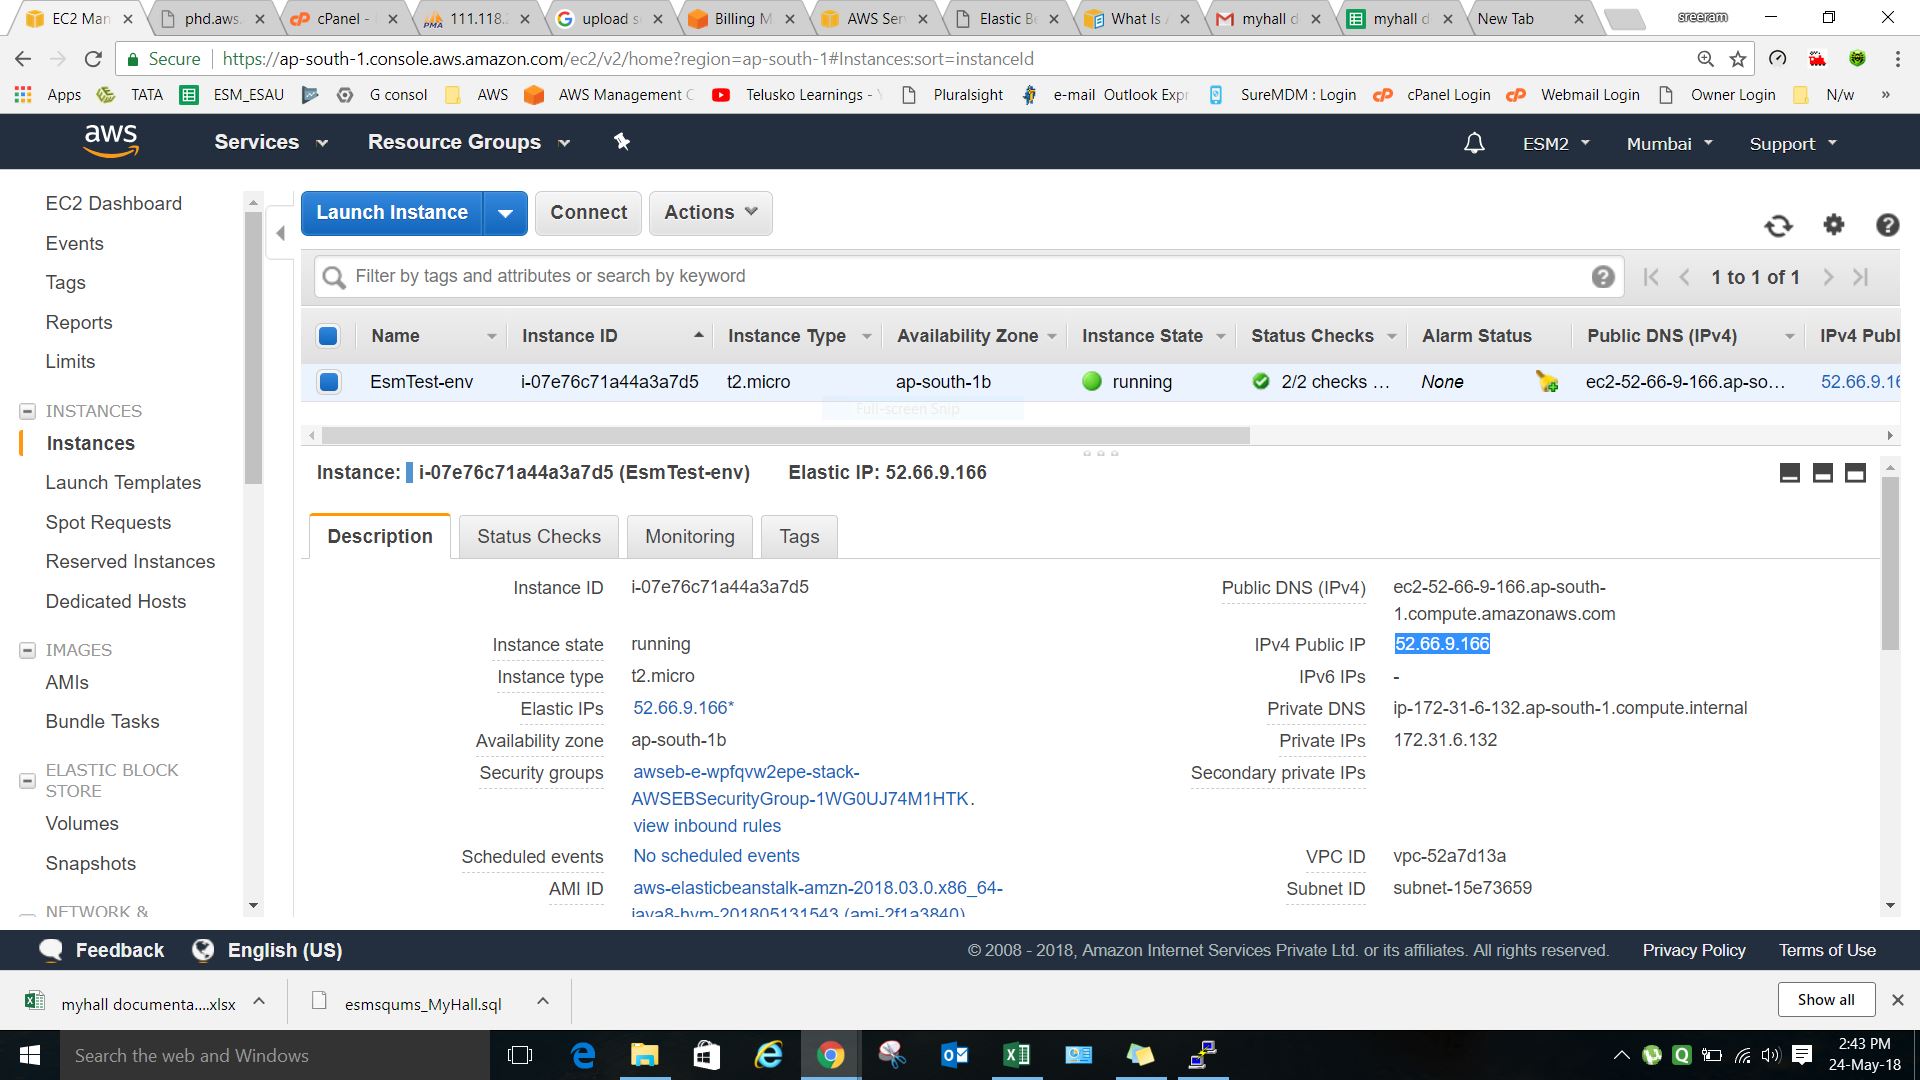 EC2 Man
phd.aws.
cPanel -
111.118.
upload s
Billing M
AWS Ser
Elastic Be
What Is
myhall d
myhall d
New Tab
sreeram
Secure
https://ap-south-1.console.aws.amazon.com/ec2/v2/home?region=ap-south-1#Instances:sort=instanceId
Apps
TATA
ESM_ESAU
G consol
AWS
AWS Management C
Telusko Learnings -
Pluralsight
e-mail Outlook Expr
SureMDM : Login
cPanel Login
Webmail Login
Owner Login
N/w
»
aws
Services
Resource Groups
ESM2
Mumbai
Support
EC2 Dashboard
Events
Tags
Reports
Limits
INSTANCES
Instances
Launch Templates
Spot Requests
Reserved Instances
Dedicated Hosts
IMAGES
AMIs
Bundle Tasks
ELASTIC BLOCK
STORE
Volumes
Snapshots
NETWORK &
Launch Instance
Connect
Actions
Filter by tags and attributes or search by keyword
1 to 1 of 1
Name
Instance ID
Instance Type
Availability Zone
Instance State
Status Checks
Alarm Status
Public DNS (IPv4)
IPv4 Publ
EsmTest-env
i-07e76c71a44a3a7d5
t2.micro
ap-south-1b
running
2/2 checks ...
None
ec2-52-66-9-166.ap-so...
52.66.9.16
Full-screen Snip
Instance: i-07e76c71a44a3a7d5 (EsmTest-env)
Elastic IP: 52.66.9.166
Description
Status Checks
Monitoring
Tags
Instance ID
i-07e76c71a44a3a7d5
Instance state
running
Instance type
t2.micro
Elastic IPs
52.66.9.166*
Availability zone
ap-south-1b
Security groups
awseb-e-wpfqvw2epe-stack-
AWSEBSecurityGroup-1WG0UJ74M1HTK.
view inbound rules
Scheduled events
No scheduled events
AMI ID
aws-elasticbeanstalk-amzn-2018.03.0.x86_64-
java8-hvm-201805131543 (ami-2f1a3840)
Public DNS (IPv4)
ec2-52-66-9-166.ap-south-
1.compute.amazonaws.com
IPv4 Public IP
52.66.9.166
IPv6 IPs
-
Private DNS
ip-172-31-6-132.ap-south-1.compute.internal
Private IPs
172.31.6.132
Secondary private IPs
VPC ID
vpc-52a7d13a
Subnet ID
subnet-15e73659
Feedback
English (US)
© 2008 - 2018, Amazon Internet Services Private Ltd. or its affiliates. All rights reserved.
Privacy Policy
Terms of Use
myhall documenta....xlsx
esmsqums_MyHall.sql
Show all
Search the web and Windows
2:43 PM
24-May-18